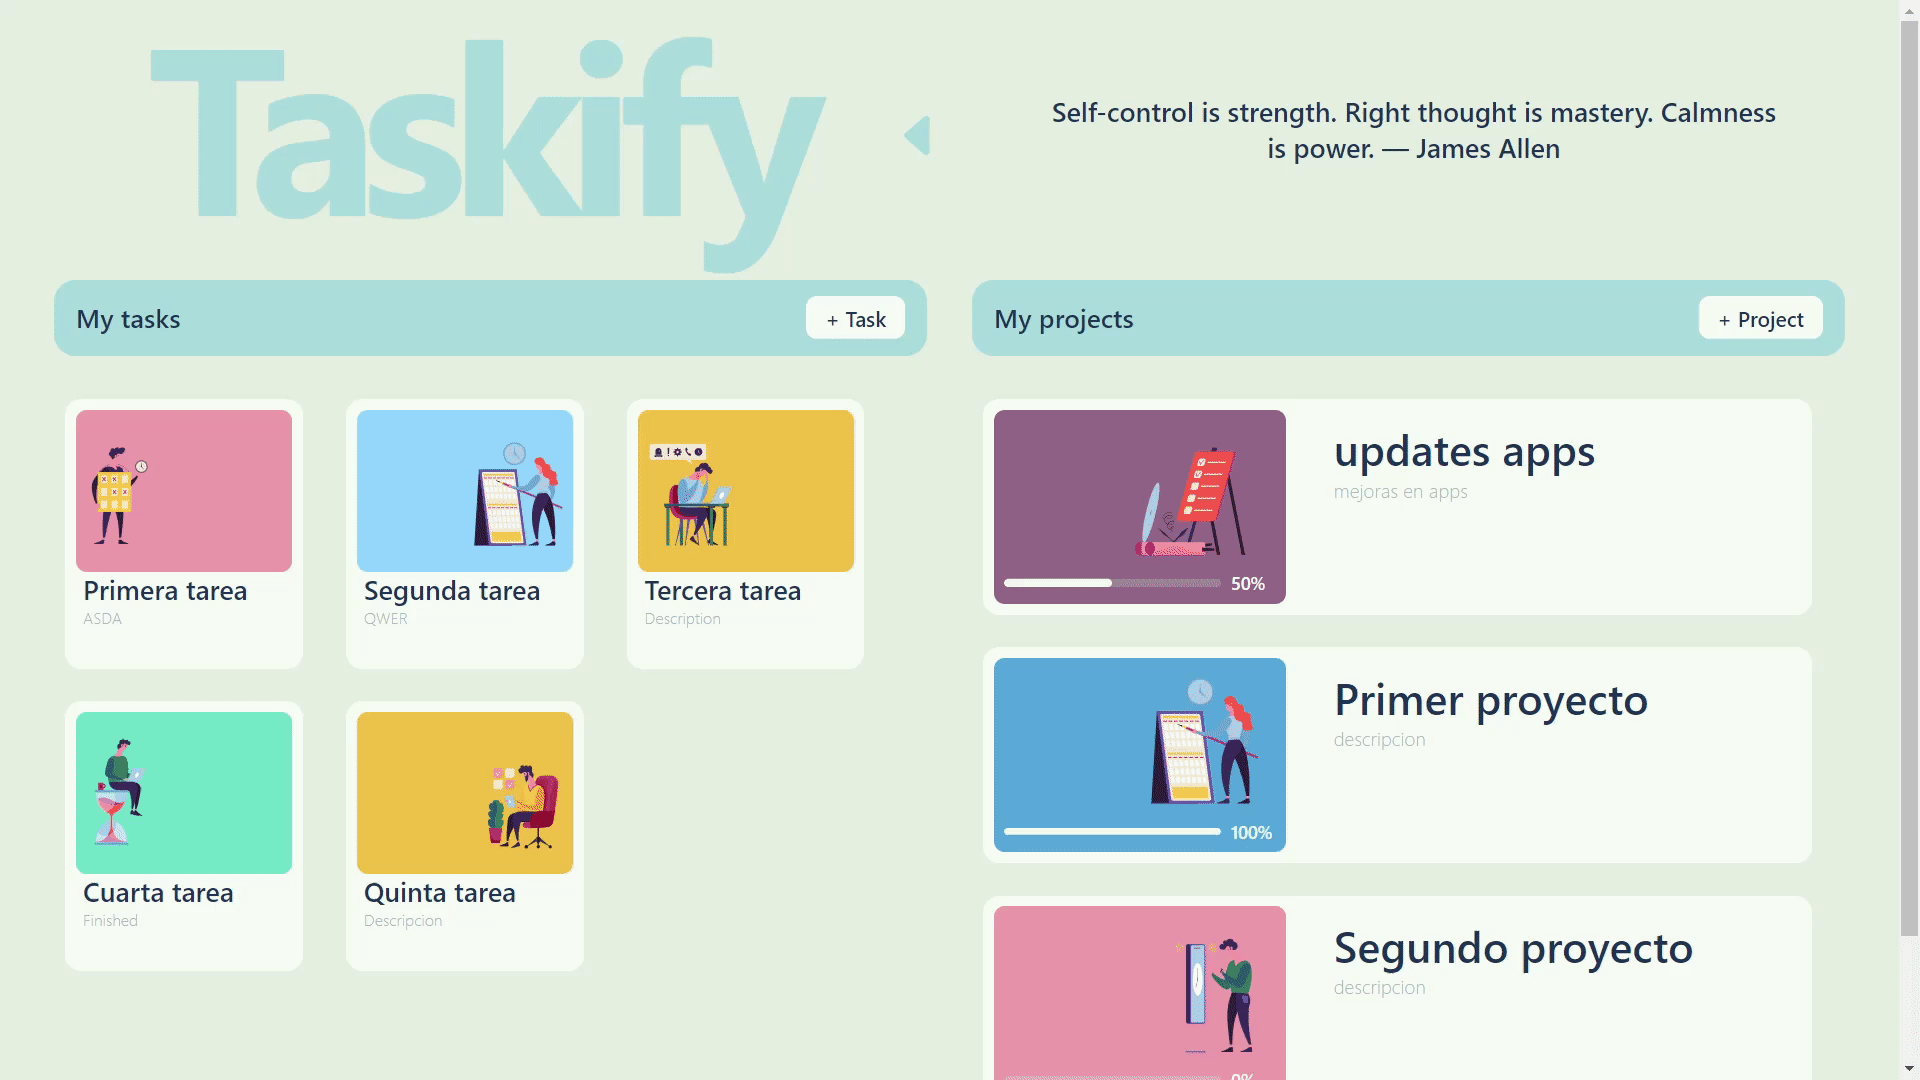 Taskify
Self-control is strength. Right thought is mastery. Calmness
is power. — James Allen
My tasks
+ Task
My projects
+ Project
Primera tarea
ASDA
Segunda tarea
QWER
Tercera tarea
Description
Cuarta tarea
Finished
Quinta tarea
Descripcion
updates apps
mejoras en apps
50%
Primer proyecto
descripcion
100%
Segundo proyecto
descripcion
0%